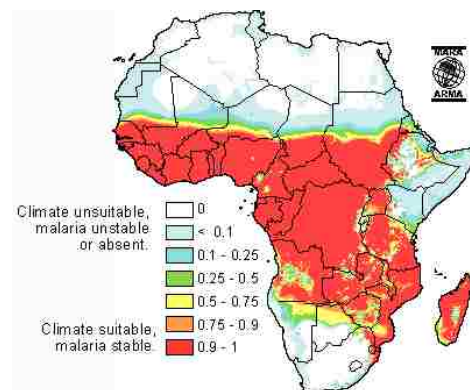 MARA
ARMA
Climate unsuitable,
malaria unstable
or absent.
0
< 0.1
0.1 - 0.25
0.25 - 0.5
0.5 - 0.75
0.75 - 0.9
0.9 - 1
Climate suitable,
malaria stable.